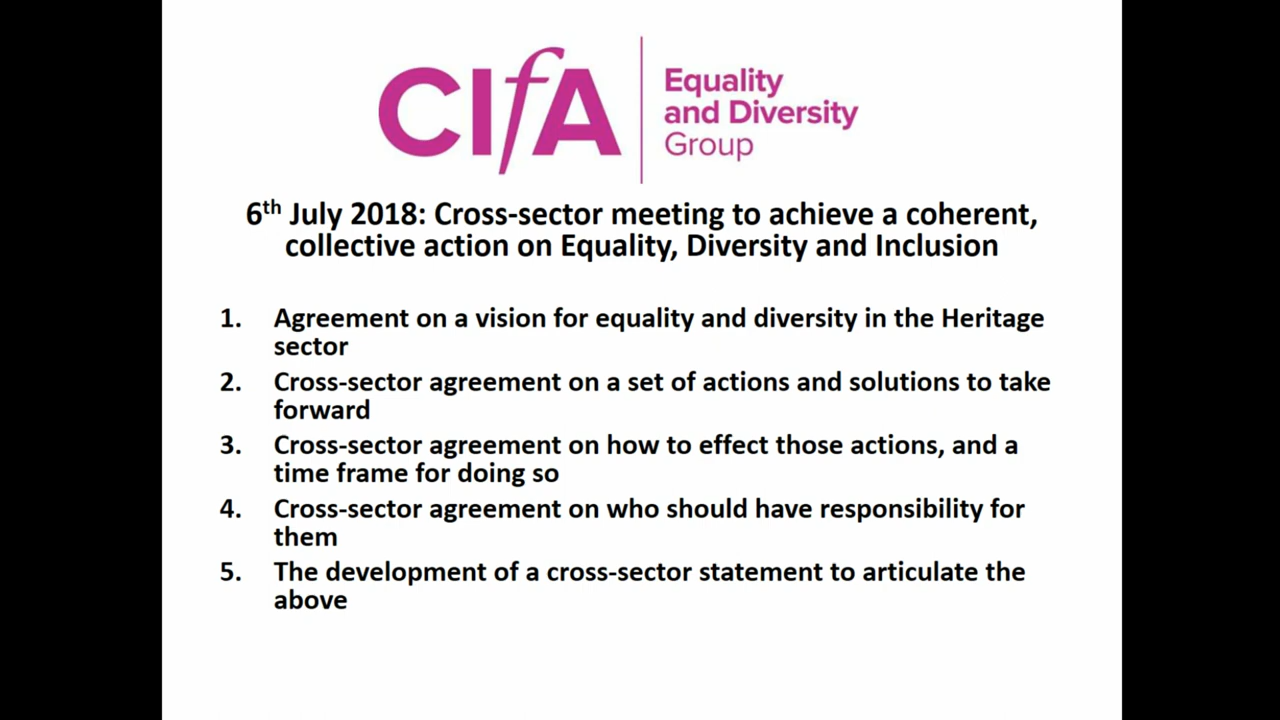 CIfA
Equality
and Diversity
Group
6th July 2018: Cross-sector meeting to achieve a coherent,
collective action on Equality, Diversity and Inclusion
1. Agreement on a vision for equality and diversity in the Heritage
sector
2. Cross-sector agreement on a set of actions and solutions to take
forward
3. Cross-sector agreement on how to effect those actions, and a
time frame for doing so
4. Cross-sector agreement on who should have responsibility for
them
5. The development of a cross-sector statement to articulate the
above